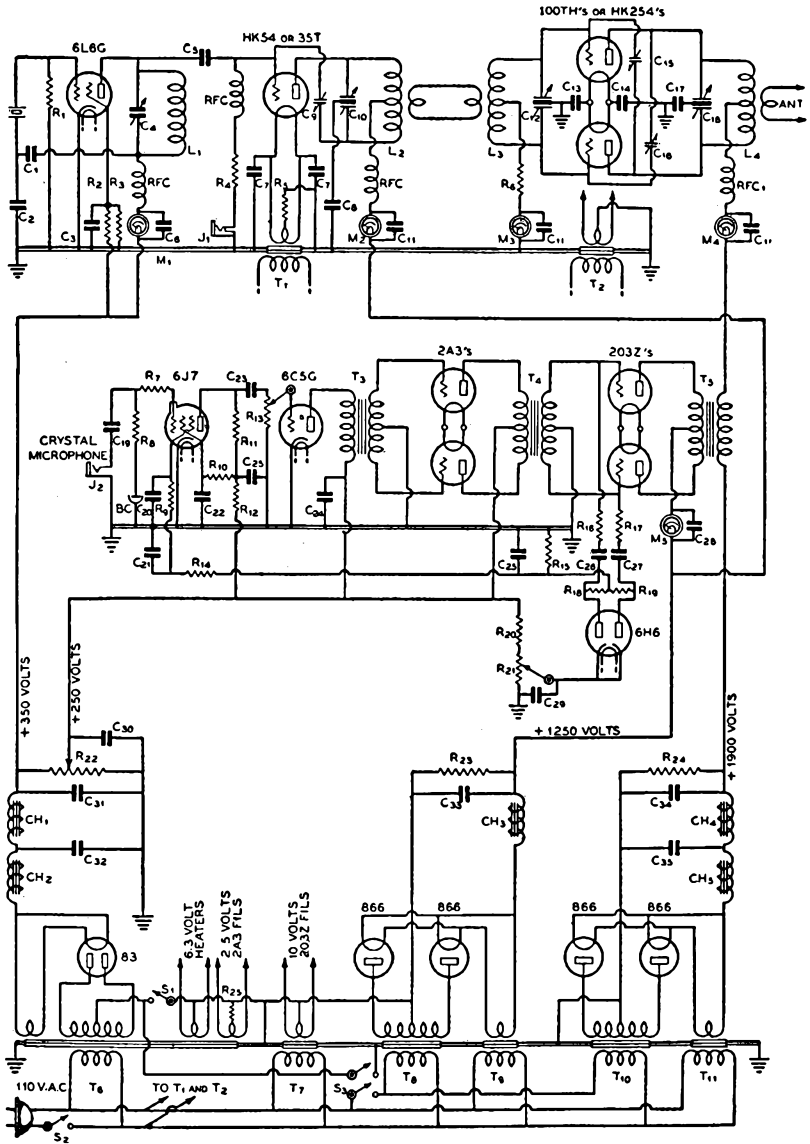 100TH's OR HK254's
6L6G
C5
HK54 OR 35T
RFC
C15
R1
C4
L1
C9
C10
L2
L3
C12
C13
C14
C17
C18
L4
ANT
C1
R2
R3
RFC
R4
C7
R5
C7
C8
RFC
R6
C16
RFC1
C2
C3
C6
J1
M2
C11
M3
C11
M4
C11
M1
T1
T2
R7
6J7
C23
6C5G
T3
2A3's
T4
203Z's
T5
CRYSTAL
MICROPHONE
C19
R8
R11
R13
J2
BC
C20
R9
R10
C25
C22
R12
C24
R16
R17
M5
C28
C21
R14
C25
R15
C26
C27
R18
R19
6H6
R20
R21
C29
+350 VOLTS
+250 VOLTS
C30
+1250 VOLTS
+1900 VOLTS
R22
R23
R24
CH1
C31
C33
CH3
C34
CH4
CH2
C32
C35
CH5
83
6.3 VOLT
HEATERS
2.5 VOLTS
2A3 FILS
10 VOLTS
203Z FILS
866
866
866
866
S1
R25
110 V.A.C.
T6
TO T1 AND T2
T7
S3
T8
T9
T10
T11
S2